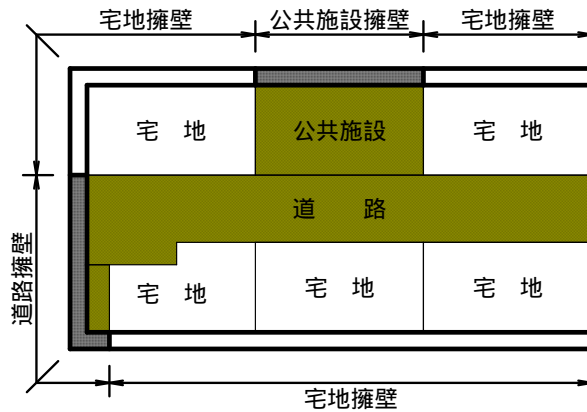 宅地擁壁
公共施設擁壁
宅地擁壁
宅　地
公共施設
宅　地
道　　路
道路擁壁
宅　地
宅　地
宅　地
宅地擁壁